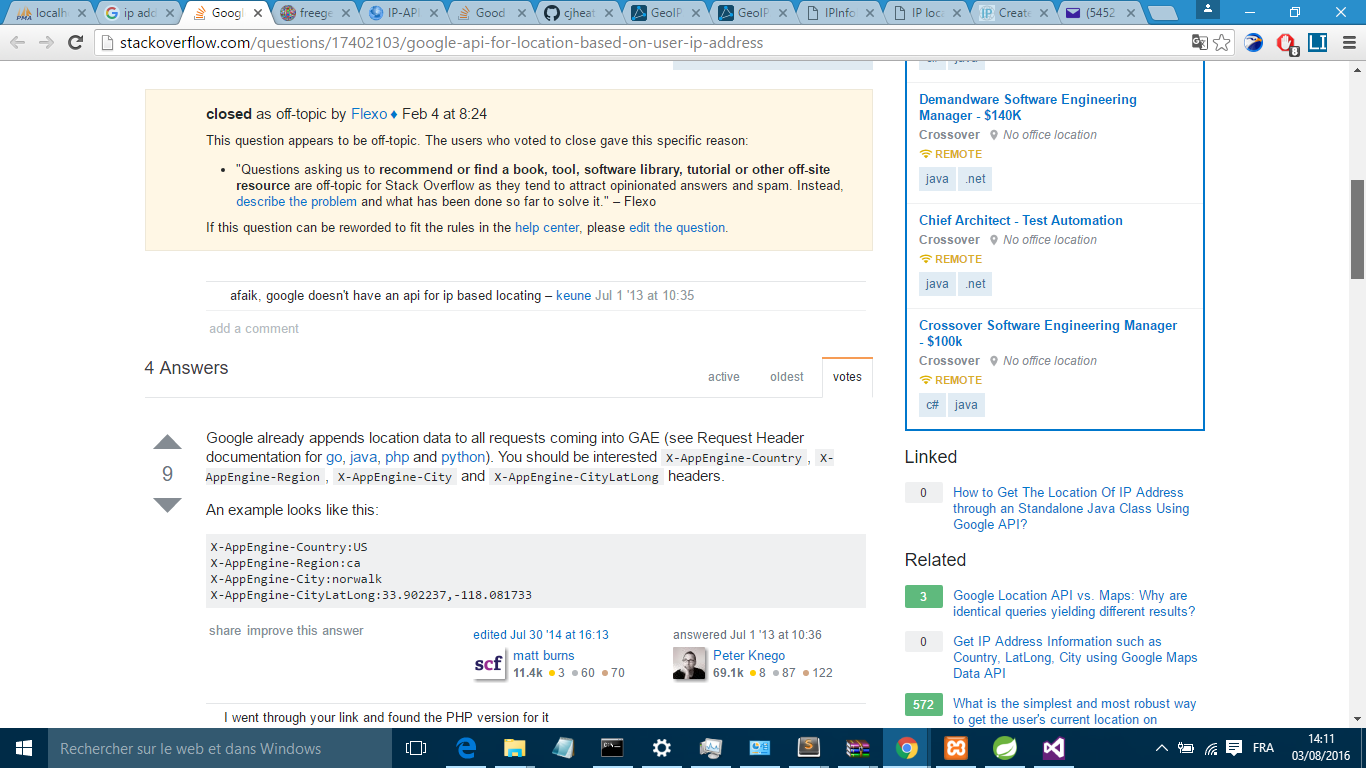 localh
ip add
Googl
freege
IP-API
Good
cjheat
GeoIP
GeoIP
IPInfo
IP loc
Create
(5452
stackoverflow.com/questions/17402103/google-api-for-location-based-on-user-ip-address
8
LI
closed as off-topic by Flexo ♦ Feb 4 at 8:24
This question appears to be off-topic. The users who voted to close gave this specific reason:
• "Questions asking us to recommend or find a book, tool, software library, tutorial or other off-site
resource are off-topic for Stack Overflow as they tend to attract opinionated answers and spam. Instead,
describe the problem and what has been done so far to solve it." – Flexo
If this question can be reworded to fit the rules in the help center, please edit the question.
afaik, google doesn't have an api for ip based locating – keune Jul 1 '13 at 10:35
add a comment
4 Answers
active oldest votes
9
Google already appends location data to all requests coming into GAE (see Request Header
documentation for go, java, php and python). You should be interested X-AppEngine-Country, X-
AppEngine-Region, X-AppEngine-City and X-AppEngine-CityLatLong headers.
An example looks like this:
X-AppEngine-Country:US
X-AppEngine-Region:ca
X-AppEngine-City:norwalk
X-AppEngine-CityLatLong:33.902237,-118.081733
share improve this answer
edited Jul 30 '14 at 16:13
scf
matt burns
11.4k ● 3 ● 60 ● 70
answered Jul 1 '13 at 10:36
Peter Knego
69.1k ● 8 ● 87 ● 122
I went through your link and found the PHP version for it
c# java
Demandware Software Engineering
Manager - $140K
Crossover No office location
REMOTE
java .net
Chief Architect - Test Automation
Crossover No office location
REMOTE
java .net
Crossover Software Engineering Manager
- $100k
Crossover No office location
REMOTE
c# java
Linked
0 How to Get The Location Of IP Address
through an Standalone Java Class Using
Google API?
Related
3 Google Location API vs. Maps: Why are
identical queries yielding different results?
0 Get IP Address Information such as
Country, LatLong, City using Google Maps
Data API
572 What is the simplest and most robust way
to get the user's current location on
Rechercher sur le web et dans Windows
FRA
14:11
03/08/2016